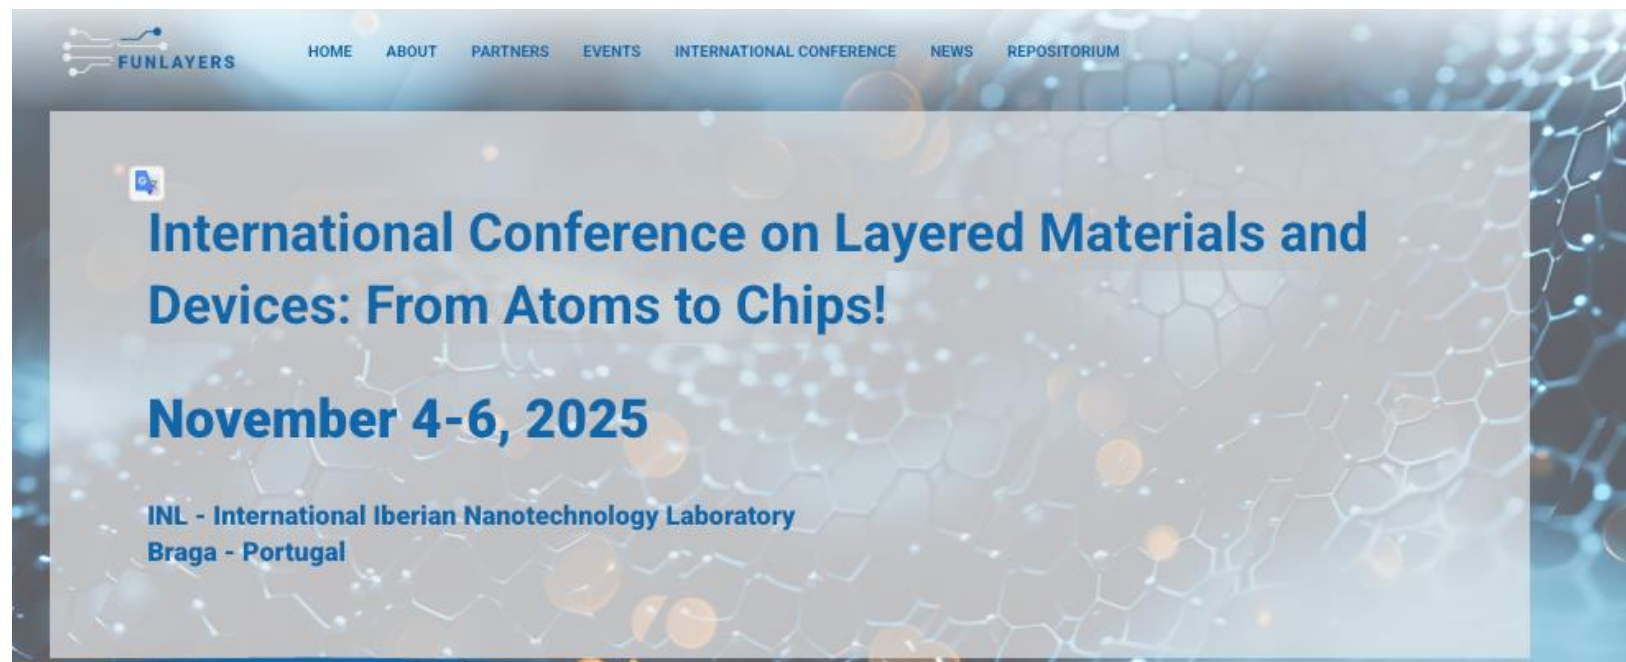 FUNLAYERS
HOME ABOUT PARTNERS EVENTS INTERNATIONAL CONFERENCE NEWS REPOSITORIUM
International Conference on Layered Materials and
Devices: From Atoms to Chips!
November 4-6, 2025
INL - International Iberian Nanotechnology Laboratory
Braga - Portugal